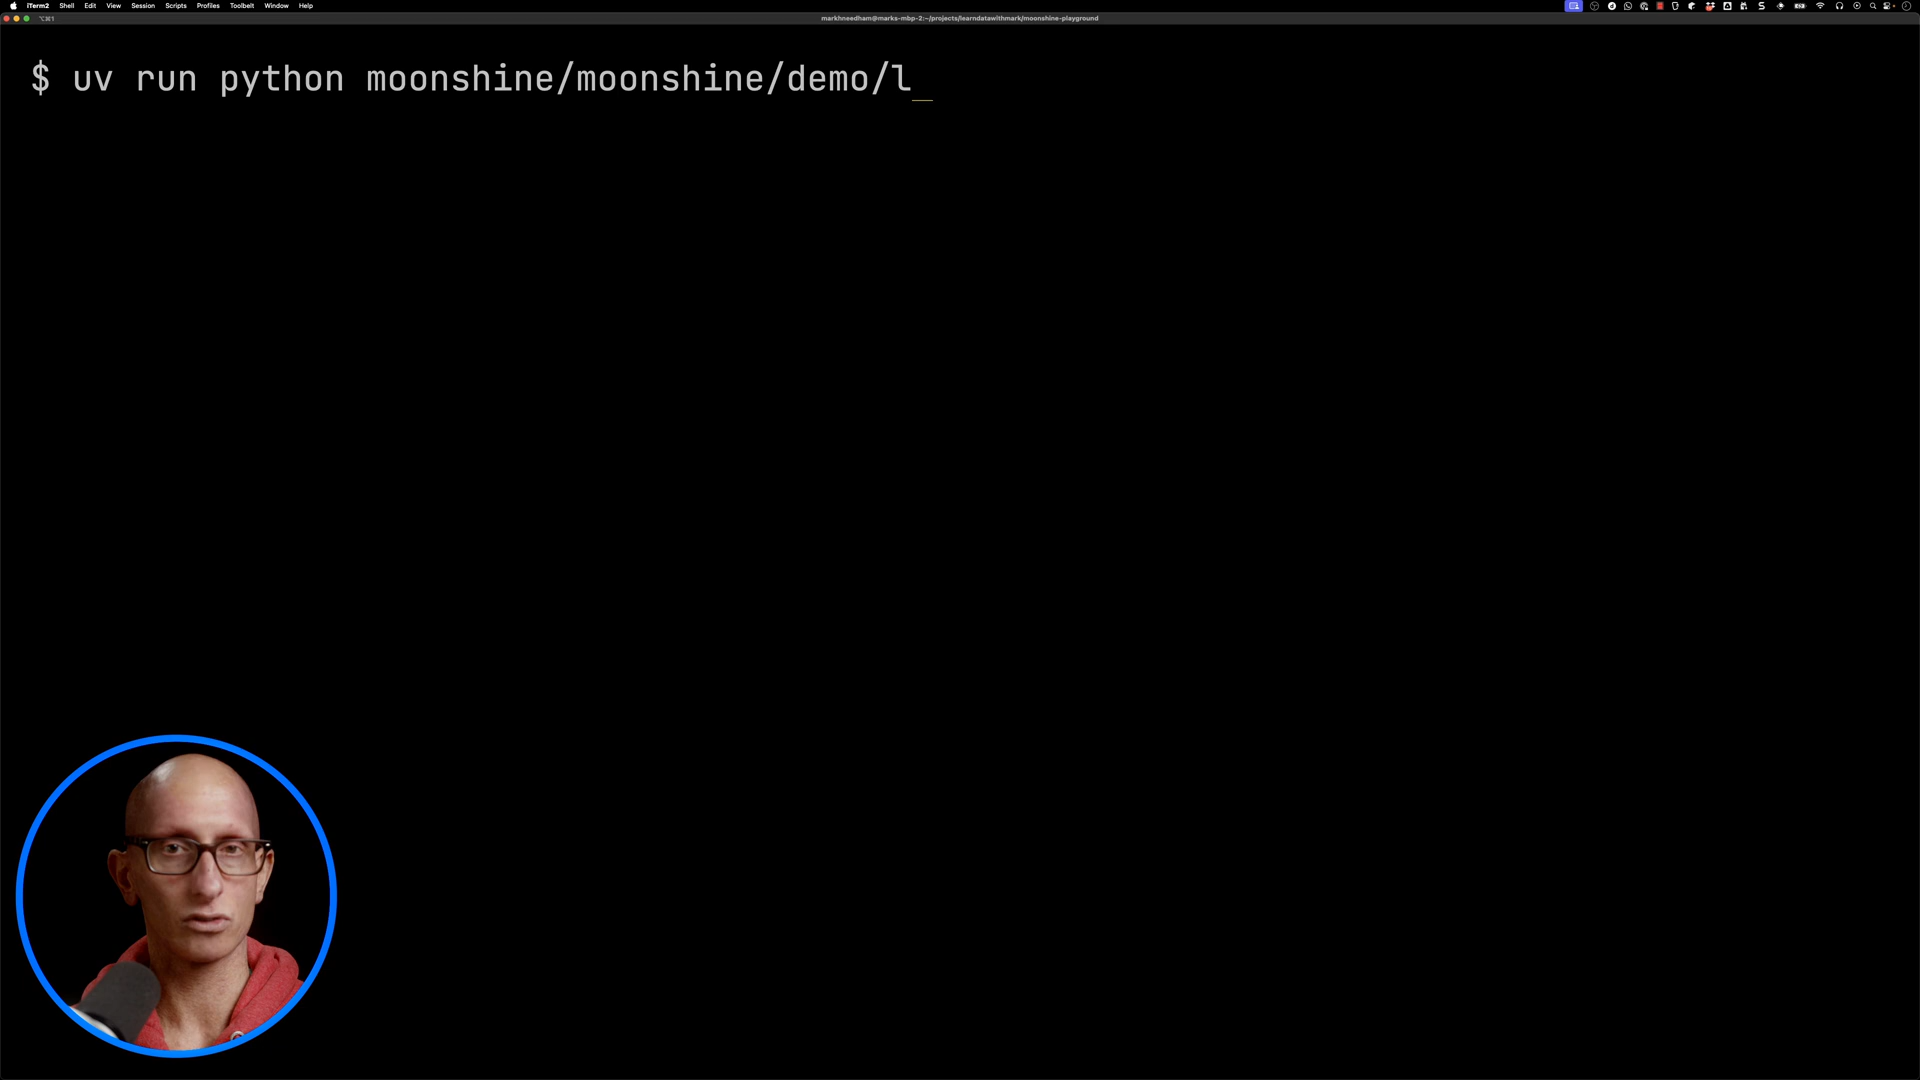 iTerm2 Shell Edit View Session Scripts Profiles Toolbelt Window Help
⌥⌘1 markhneedham@marks-mbp-2:~/projects/learndatawithmark/moonshine-playground
$ uv run python moonshine/moonshine/demo/l